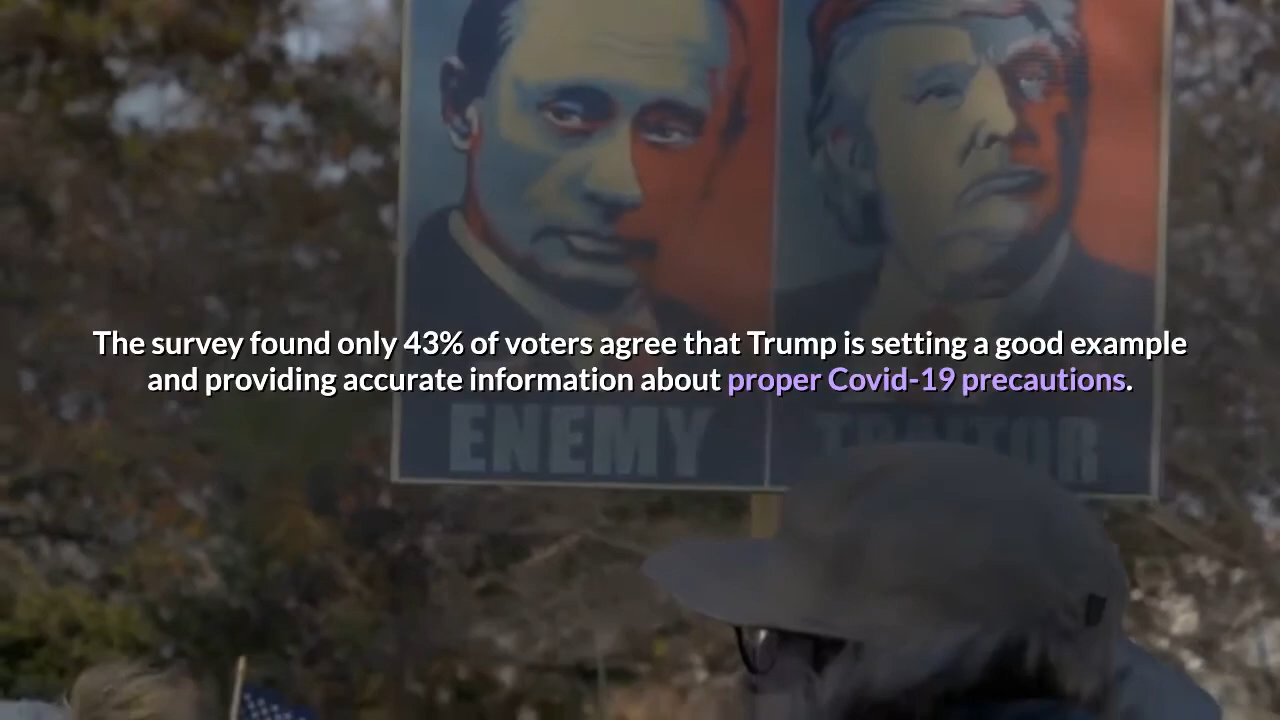 The survey found only 43% of voters agree that Trump is setting a good example
and providing accurate information about proper Covid-19 precautions.
ENEMY
TRAITOR